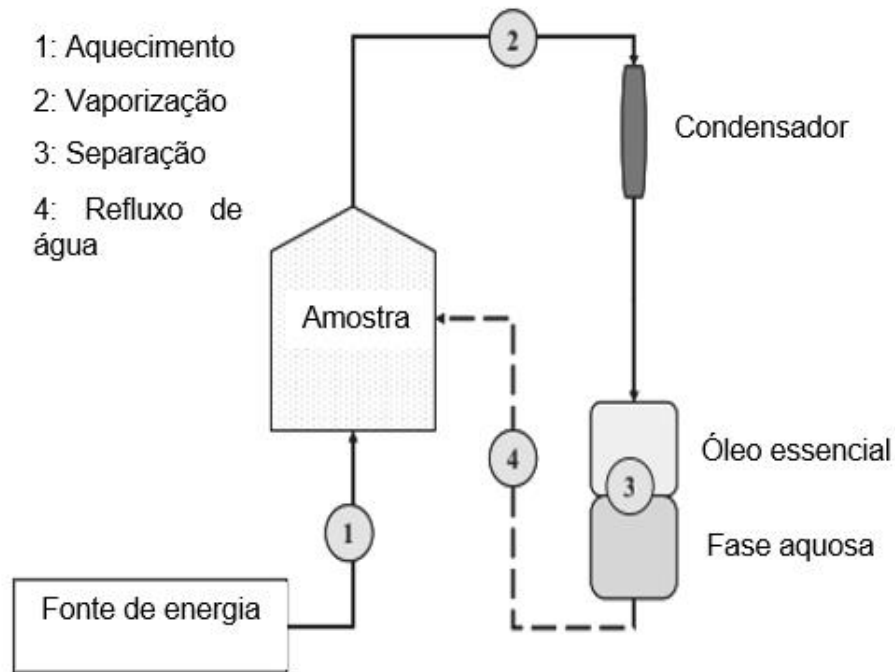 1: Aquecimento
2: Vaporização
3: Separação
4: Refluxo de
água
2
Condensador
Amostra
4
Óleo essencial
3
1
Fase aquosa
Fonte de energia